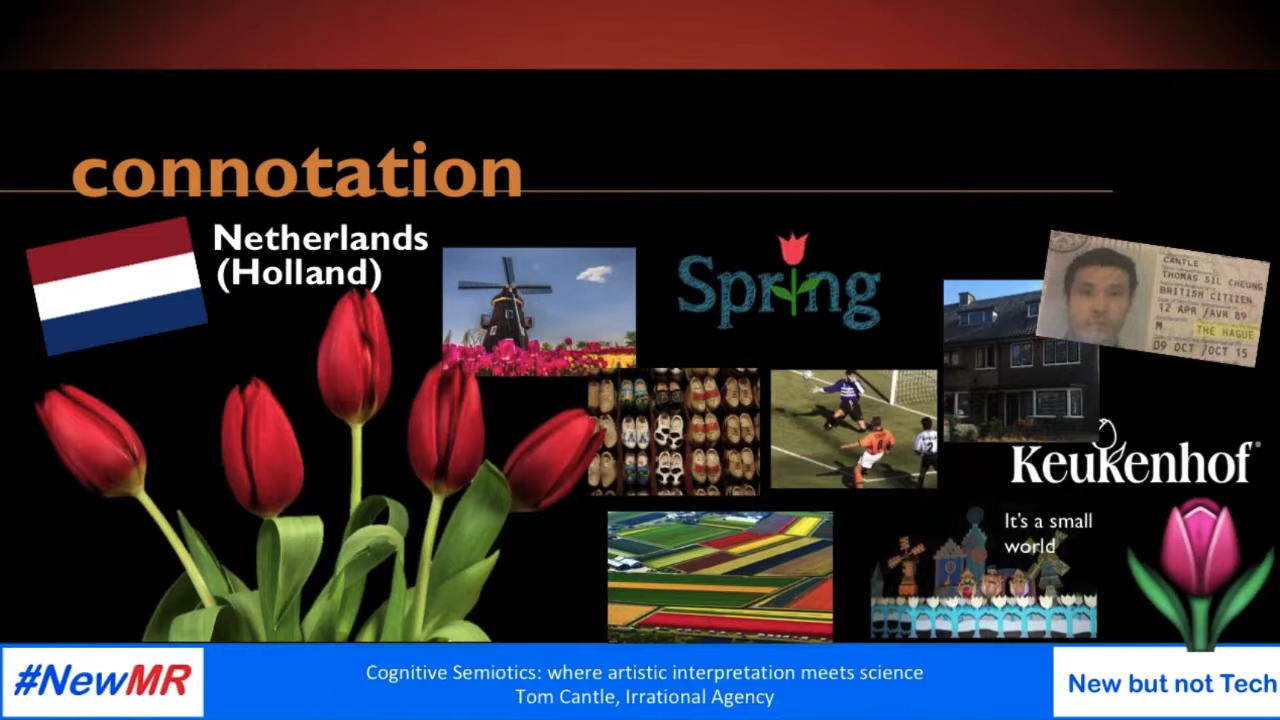 connotation
Netherlands
(Holland)
Spring
CANTLE
THOMAS SIL CHEUNG
BRITISH CITIZEN
12 APR /AVR 89
M THE HAGUE
09 OCT /OCT 15
Keukenhof
It's a small
world
#NewMR
Cognitive Semiotics: where artistic interpretation meets science
Tom Cantle, Irrational Agency
New but not Tech